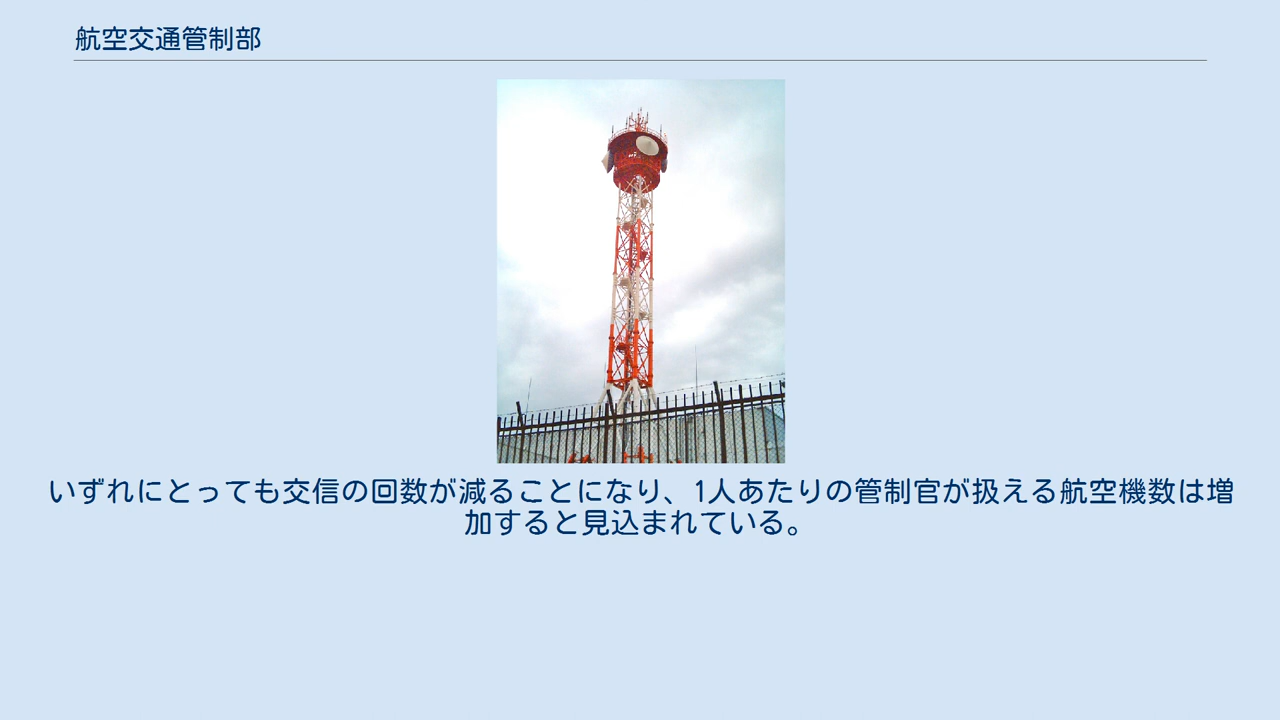 航空交通管制部
いずれにとっても交信の回数が減ることになり、1人あたりの管制官が扱える航空機数は増
加すると見込まれている。